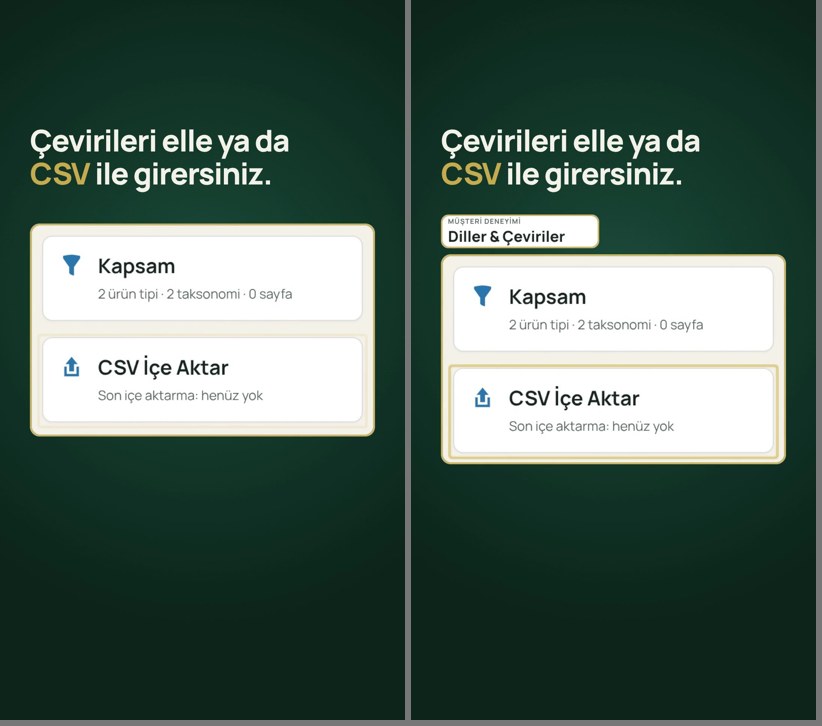 Çevirileri elle ya da
CSV ile girersiniz.
Kapsam
2 ürün tipi · 2 taksonomi · 0 sayfa
CSV İçe Aktar
Son içe aktarma: henüz yok
Çevirileri elle ya da
CSV ile girersiniz.
MÜŞTERİ DENEYİMİ
Diller & Çeviriler
Kapsam
2 ürün tipi · 2 taksonomi · 0 sayfa
CSV İçe Aktar
Son içe aktarma: henüz yok